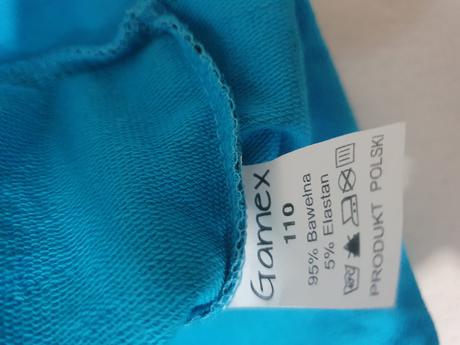 Gamex
110
95% Bawełna
5% Elastan
PRODUKT POLSKI